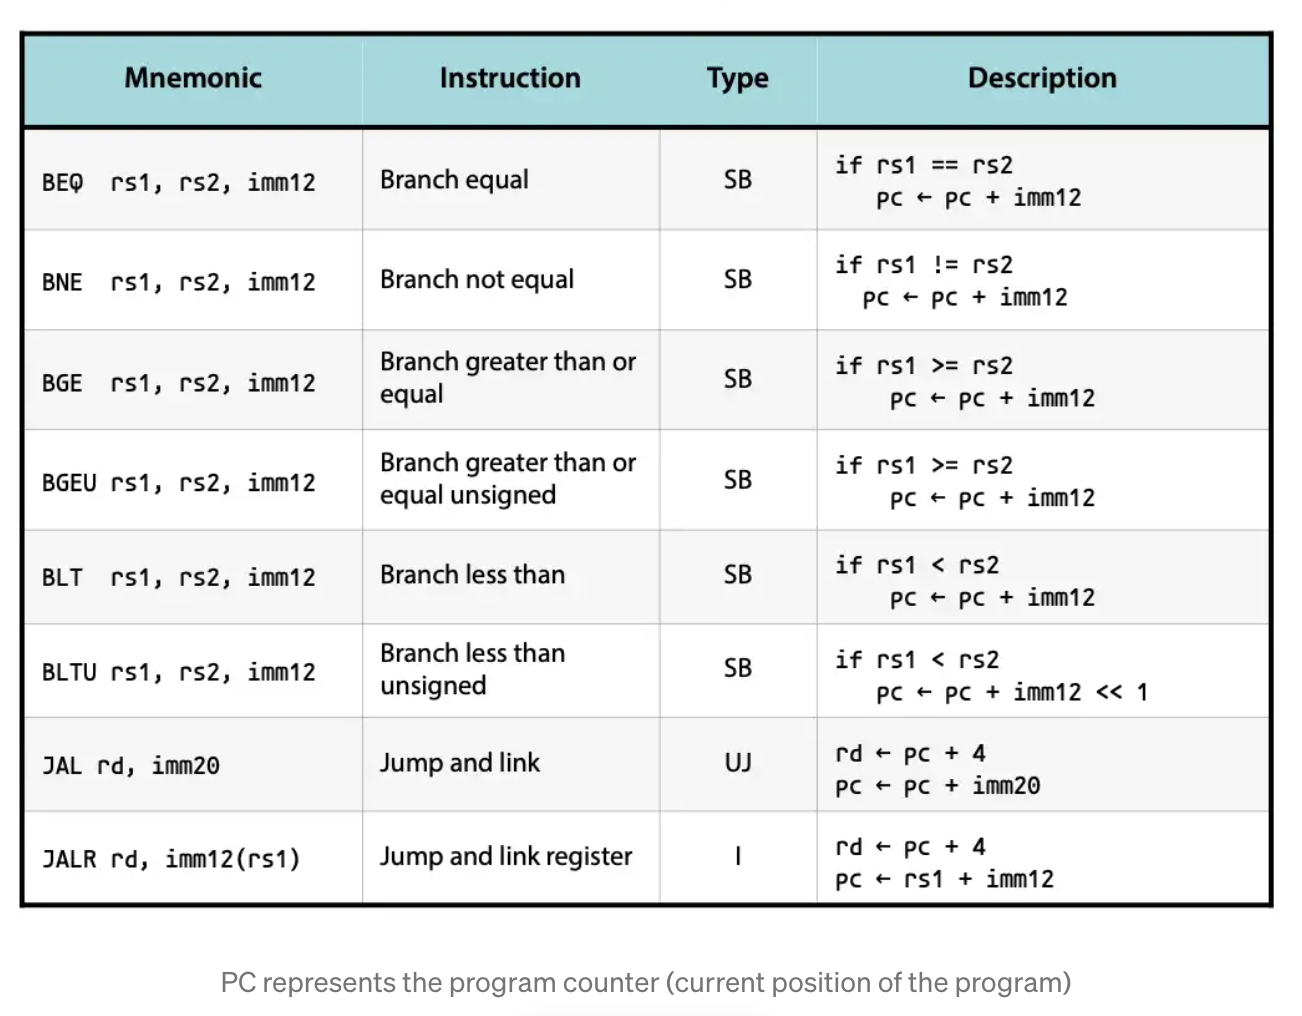 Mnemonic Instruction Type Description
BEQ rs1, rs2, imm12 Branch equal SB if rs1 == rs2
pc ← pc + imm12
BNE rs1, rs2, imm12 Branch not equal SB if rs1 != rs2
pc ← pc + imm12
BGE rs1, rs2, imm12 Branch greater than or
equal SB if rs1 >= rs2
pc ← pc + imm12
BGEU rs1, rs2, imm12 Branch greater than or
equal unsigned SB if rs1 >= rs2
pc ← pc + imm12
BLT rs1, rs2, imm12 Branch less than SB if rs1 < rs2
pc ← pc + imm12
BLTU rs1, rs2, imm12 Branch less than
unsigned SB if rs1 < rs2
pc ← pc + imm12 << 1
JAL rd, imm20 Jump and link UJ rd ← pc + 4
pc ← pc + imm20
JALR rd, imm12(rs1) Jump and link register I rd ← pc + 4
pc ← rs1 + imm12
PC represents the program counter (current position of the program)